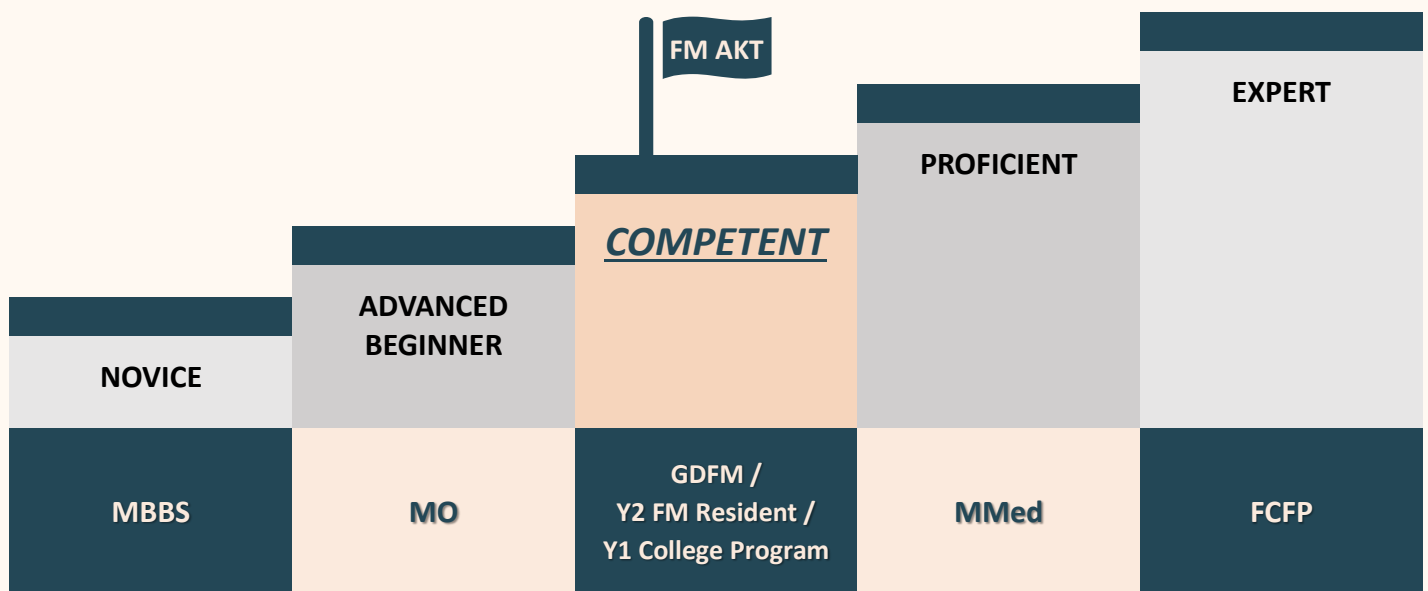 FM AKT
NOVICE
ADVANCED
BEGINNER
COMPETENT
PROFICIENT
EXPERT
MBBS
MO
GDFM /
Y2 FM Resident /
Y1 College Program
MMed
FCFP